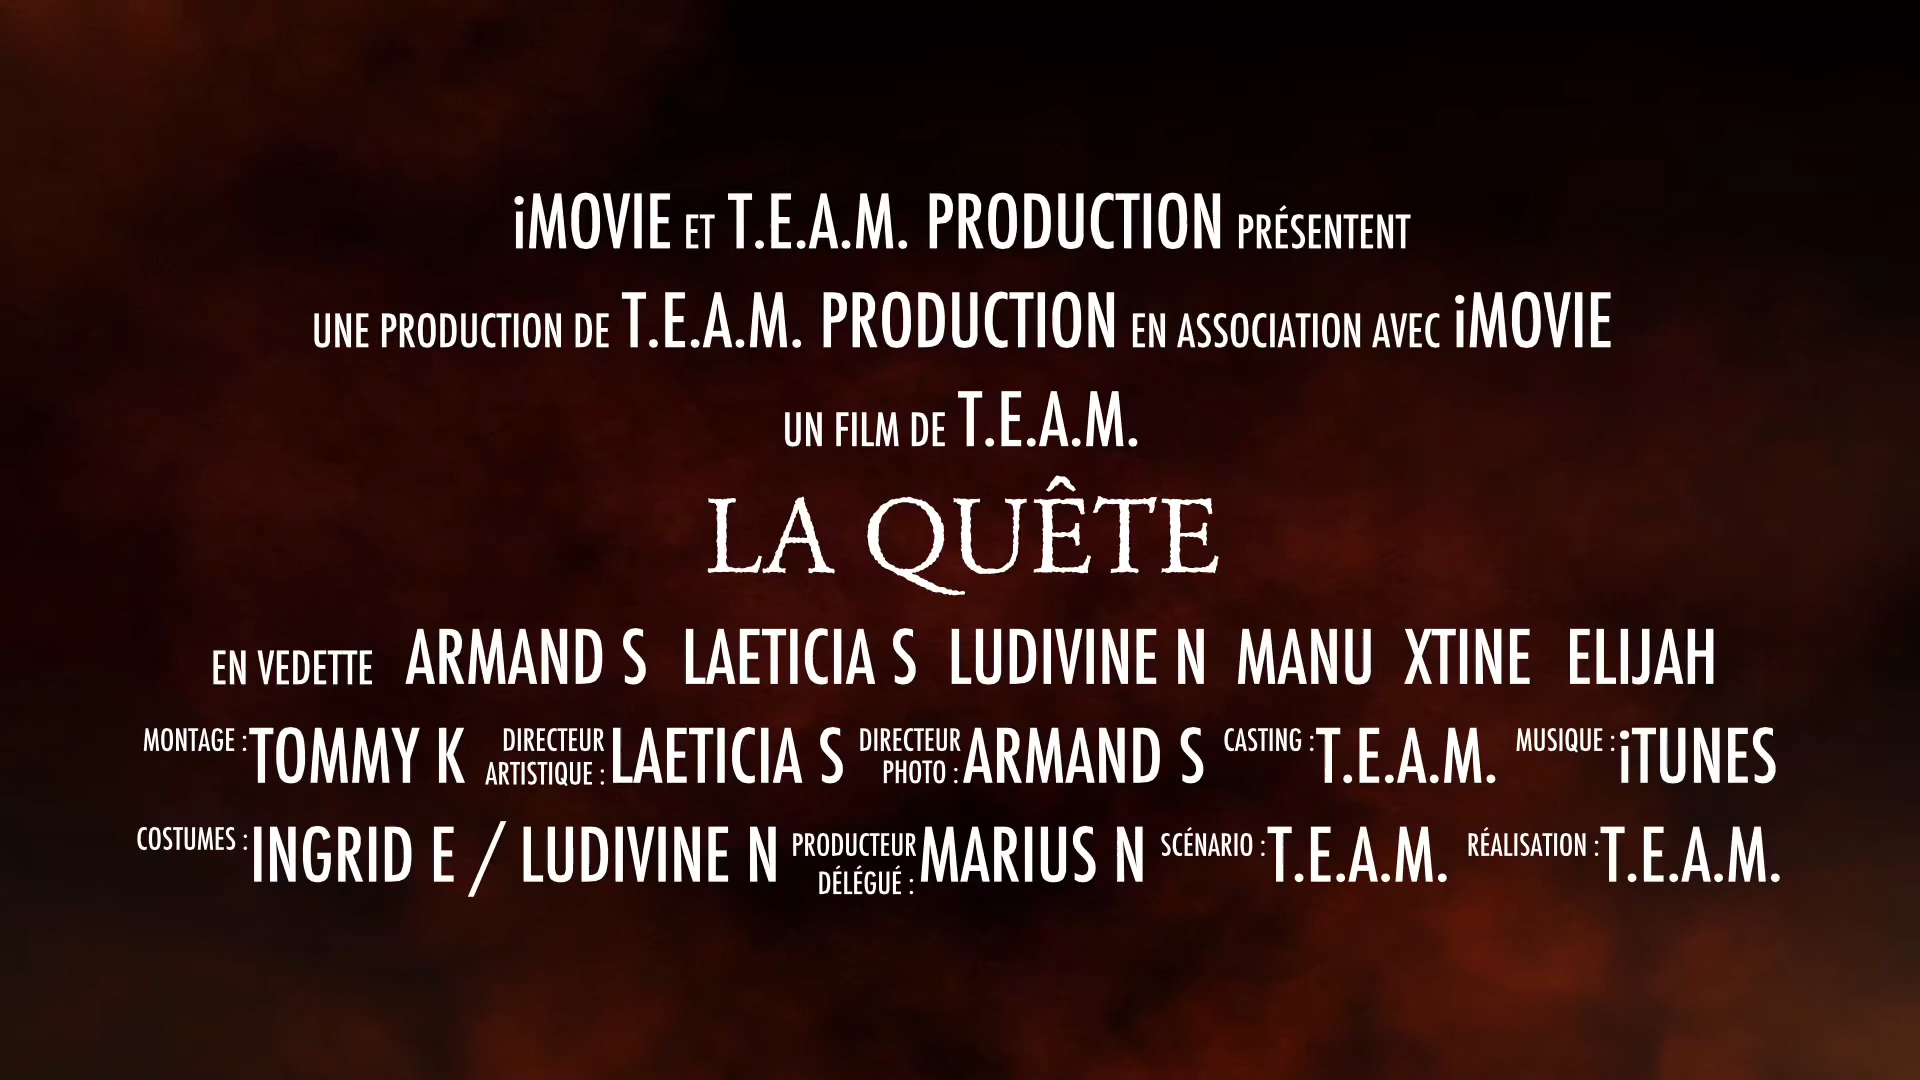 iMOVIE ET T.E.A.M. PRODUCTION PRÉSENTENT
UNE PRODUCTION DE T.E.A.M. PRODUCTION EN ASSOCIATION AVEC iMOVIE
UN FILM DE T.E.A.M.
LA QUÊTE
EN VEDETTE ARMAND S LAETICIA S LUDIVINE N MANU XTINE ELIJAH
MONTAGE : TOMMY K DIRECTEUR ARTISTIQUE : LAETICIA S DIRECTEUR PHOTO : ARMAND S CASTING : T.E.A.M. MUSIQUE : iTUNES
COSTUMES : INGRID E / LUDIVINE N PRODUCTEUR DÉLÉGUÉ : MARIUS N SCÉNARIO : T.E.A.M. RÉALISATION : T.E.A.M.